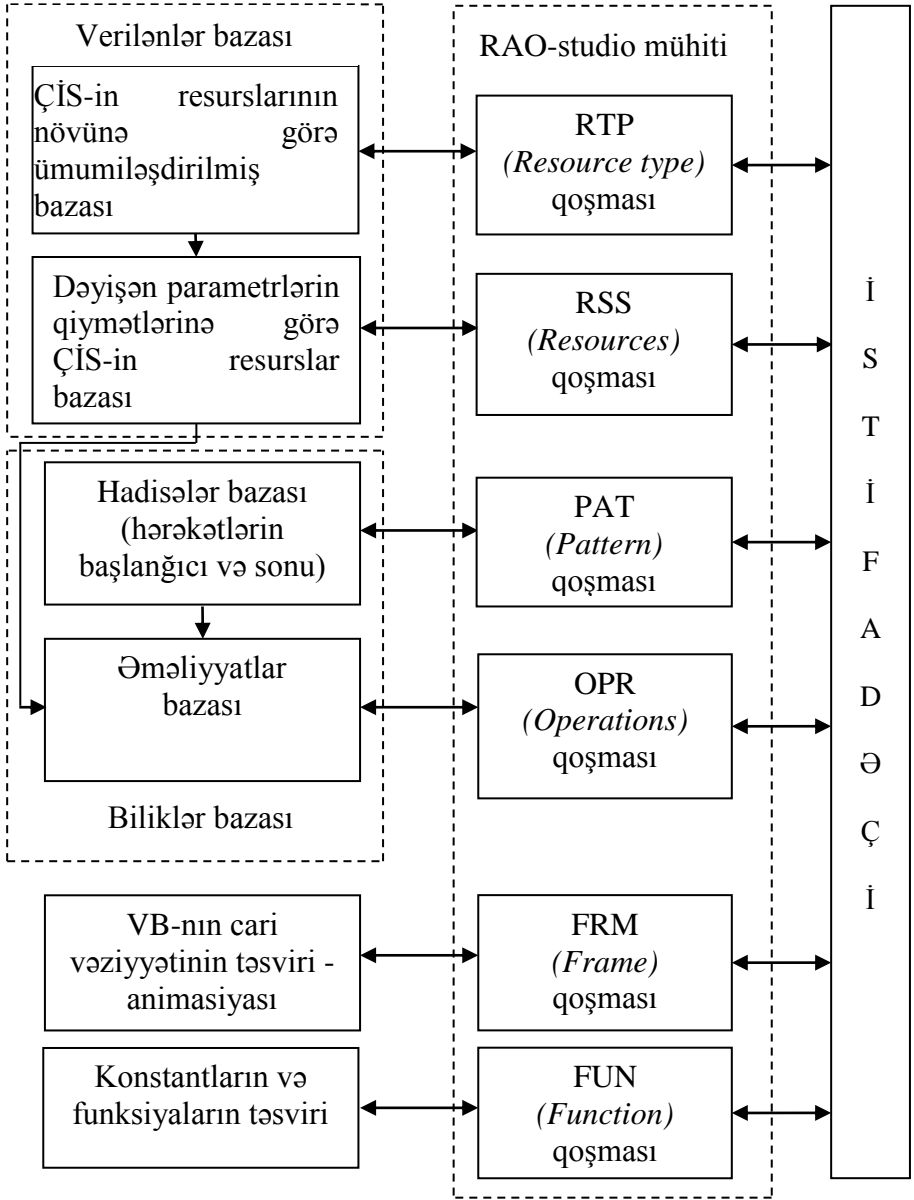 Verilənlər bazası
ÇİS-in resurslarının
növünə görə
ümumiləşdirilmiş
bazası
Dəyişən parametrlərin
qiymətlərinə görə
ÇİS-in resurslar
bazası
Hadisələr bazası
(hərəkətlərin
başlanğıcı və sonu)
Əməliyyatlar
bazası
Biliklər bazası
VB-nın cari
vəziyyətinin təsviri -
animasiyası
Konstantların və
funksiyaların təsviri
RAO-studio mühiti
RTP
(Resource type)
qoşması
RSS
(Resources)
qoşması
PAT
(Pattern)
qoşması
OPR
(Operations)
qoşması
FRM
(Frame)
qoşması
FUN
(Function)
qoşması
İ
S
T
İ
F
A
D
Ə
Ç
İ